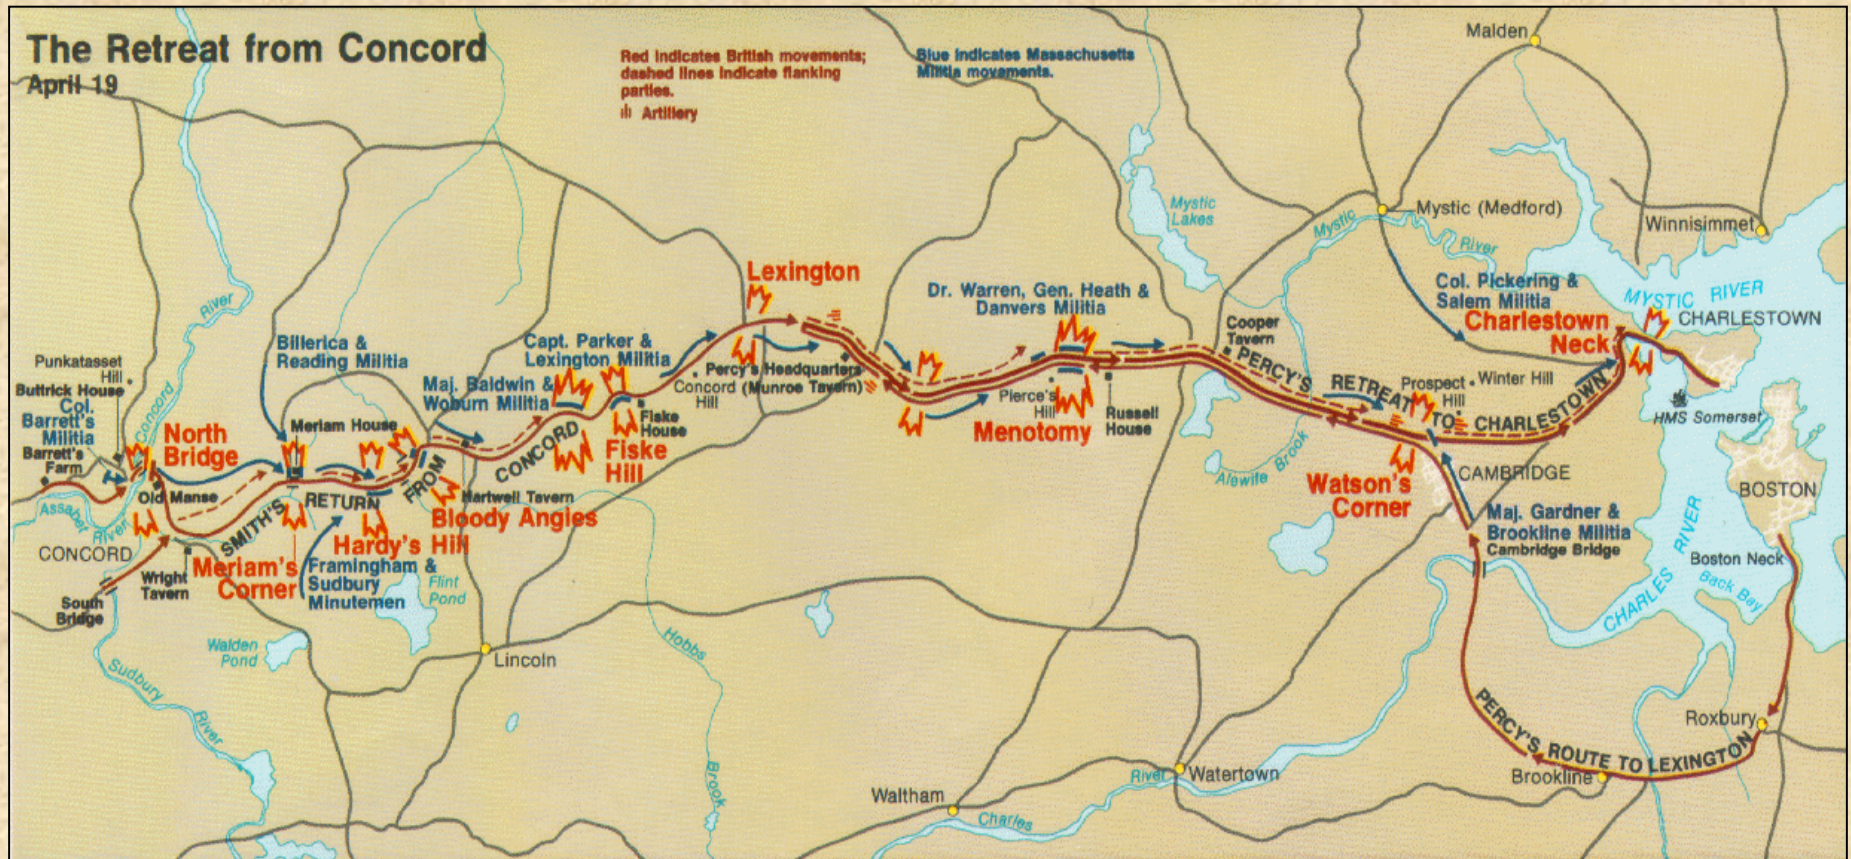 The Retreat from Concord
April 19
Red indicates British movements;
dashed lines indicate flanking
parties.
Artillery
Blue indicates Massachusetts
Militia movements.
Malden
Mystic
Lakes
Mystic (Medford)
Mystic
River
Winnisimmet
Col. Pickering &
Salem Militia
MYSTIC RIVER
CHARLESTOWN
Charlestown
Neck
Lexington
Dr. Warren, Gen. Heath &
Danvers Militia
Cooper
Tavern
River
Billerica &
Reading Militia
Capt. Parker &
Lexington Militia
Punkatasset
Hill
Buttrick House
Col.
Barrett's
Militia
Barrett's
Farm
Concord
North
Bridge
Old Manse
Meriam House
Maj. Baldwin &
Woburn Militia
Percy's Headquarters
(Munroe Tavern)
Concord
Hill
Fiske
House
Fiske
Hill
Pierce's
Hill
Menotomy
Russell
House
PERCY'S RETREAT TO CHARLESTOWN
Prospect
Hill
Winter Hill
HMS Somerset
Alewife Brook
Watson's
Corner
CAMBRIDGE
BOSTON
Assabet
River
CONCORD
SMITH'S RETURN FROM CONCORD
Hartwell Tavern
Bloody Angles
Hardy's Hill
Meriam's
Corner
Wright
Tavern
South
Bridge
Framingham &
Sudbury
Minutemen
Flint
Pond
Maj. Gardner &
Brookline Militia
Cambridge Bridge
CHARLES RIVER
Boston Neck
Back Bay
Walden
Pond
Lincoln
Hobbs
Brook
Sudbury
River
PERCY'S ROUTE TO LEXINGTON
Roxbury
Brookline
Watertown
River
Waltham
Charles